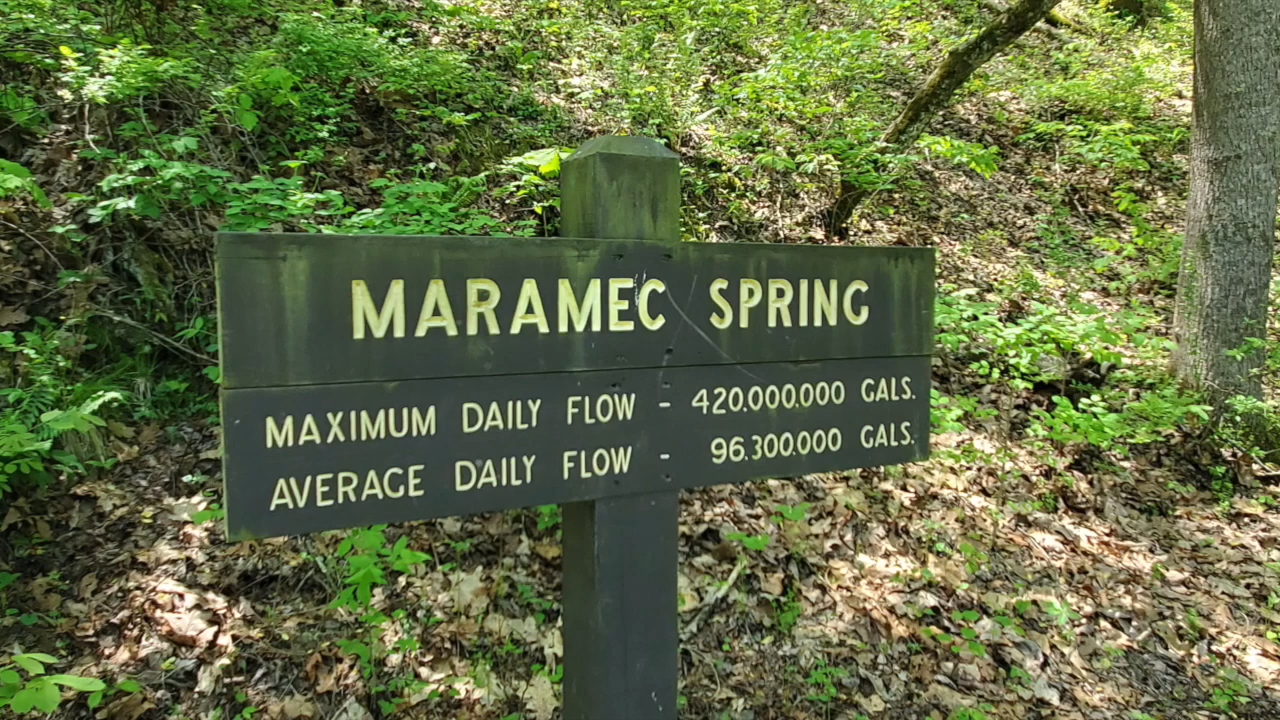 MARAMEC SPRING
MAXIMUM DAILY FLOW - 420,000,000 GALS.
AVERAGE DAILY FLOW - 96,300,000 GALS.